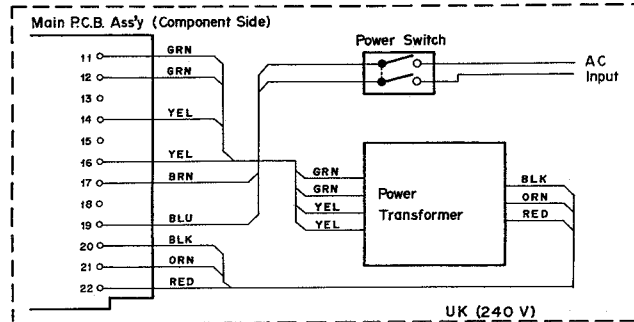 Main P.C.B. Ass'y (Component Side)
Power Switch
AC
Input
11 GRN
12 GRN
13
14 YEL
15
16 YEL
17 BRN
18
19 BLU
20 BLK
21 ORN
22 RED
GRN
GRN
YEL
YEL
Power
Transformer
BLK
ORN
RED
UK (240 V)